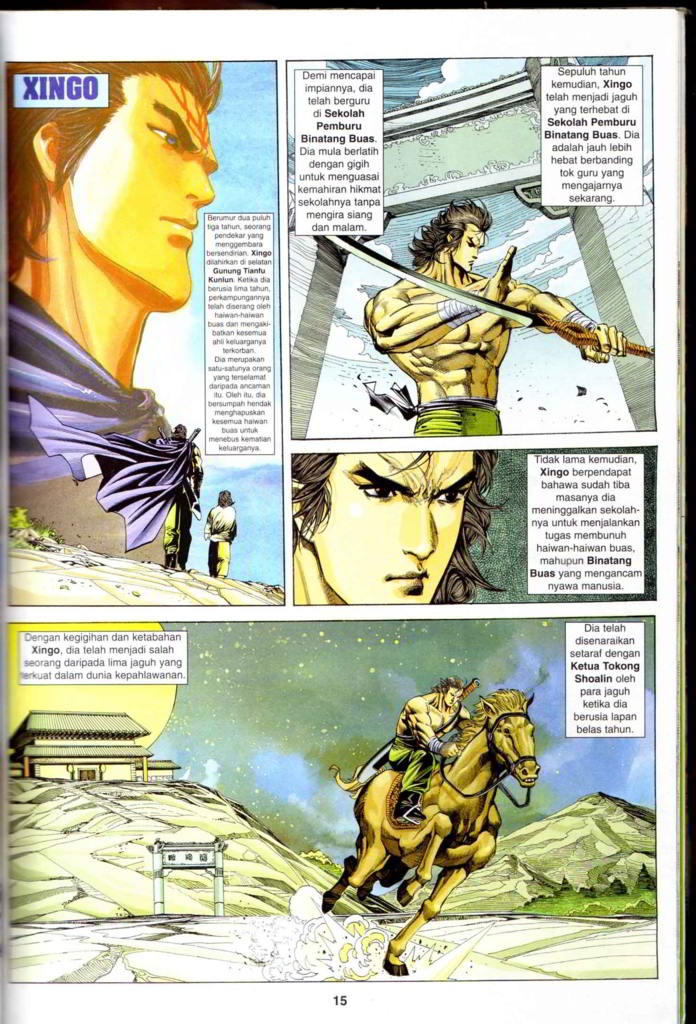 XINGO
Berumur dua puluh
tiga tahun, seorang
pendekar yang
menggembara
bersendirian, Xingo
dilahirkan di selatan
Gunung Tianfu
Kunlun. Ketika dia
berusia lima tahun,
perkampungannya
telah diserang oleh
haiwan-haiwan
buas dan mengaki-
batkan kesemua
ahli keluarganya
terkorban.
Dia merupakan
satu-satunya orang
yang terselamat
daripada ancaman
itu. Oleh itu, dia
bersumpah hendak
menghapuskan
kesemua haiwan
buas untuk
menebus kematian
keluarganya.
Demi mencapai
impiannya, dia
telah berguru
di Sekolah
Pemburu
Binatang Buas.
Dia mula berlatih
dengan gigih
untuk menguasai
kemahiran hikmat
sekolahnya tanpa
mengira siang
dan malam.
Sepuluh tahun
kemudian, Xingo
telah menjadi jaguh
yang terhebat di
Sekolah Pemburu
Binatang Buas. Dia
adalah jauh lebih
hebat berbanding
tok guru yang
mengajarnya
sekarang.
Tidak lama kemudian,
Xingo berpendapat
bahawa sudah tiba
masanya dia
meninggalkan sekolah-
nya untuk menjalankan
tugas membunuh
haiwan-haiwan buas,
mahupun Binatang
Buas yang mengancam
nyawa manusia.
Dengan kegigihan dan ketabahan
Xingo, dia telah menjadi salah
seorang daripada lima jaguh yang
terkuat dalam dunia kepahlawanan.
Dia telah
disenaraikan
setaraf dengan
Ketua Tokong
Shoalin oleh
para jaguh
ketika dia
berusia lapan
belas tahun.
15